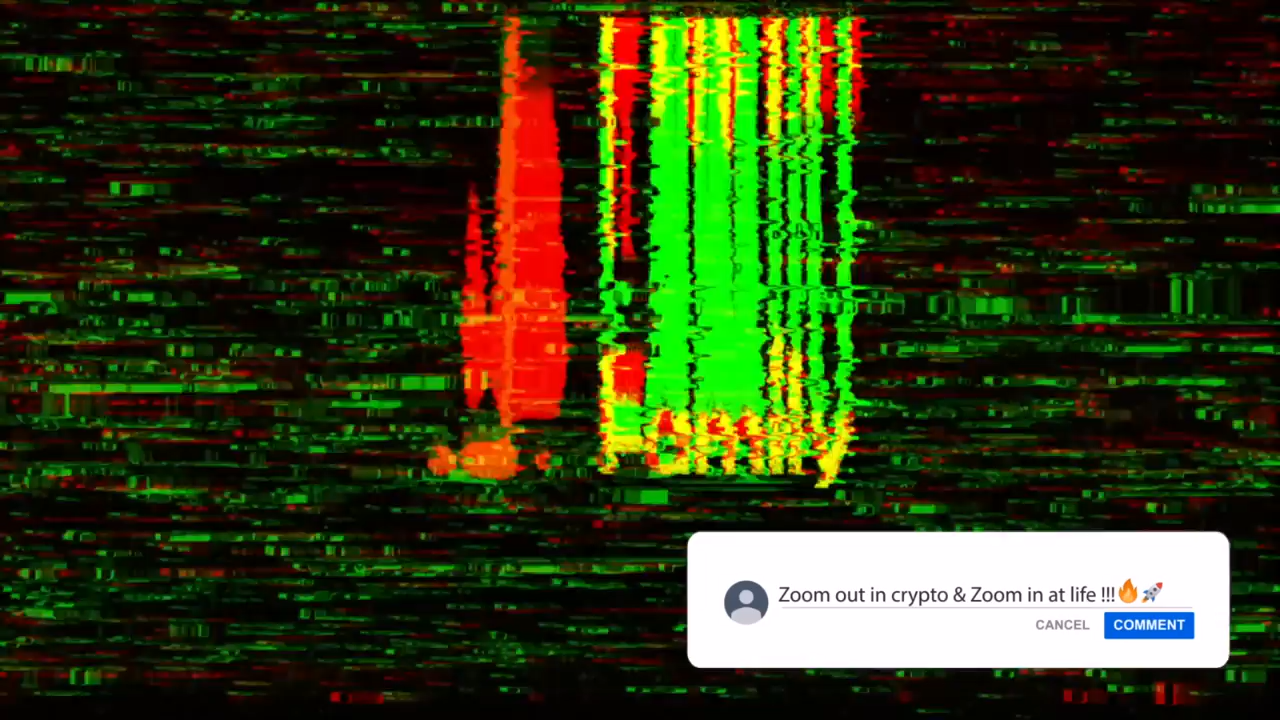 Zoom out in crypto & Zoom in at life !!!🔥🚀
CANCEL COMMENT